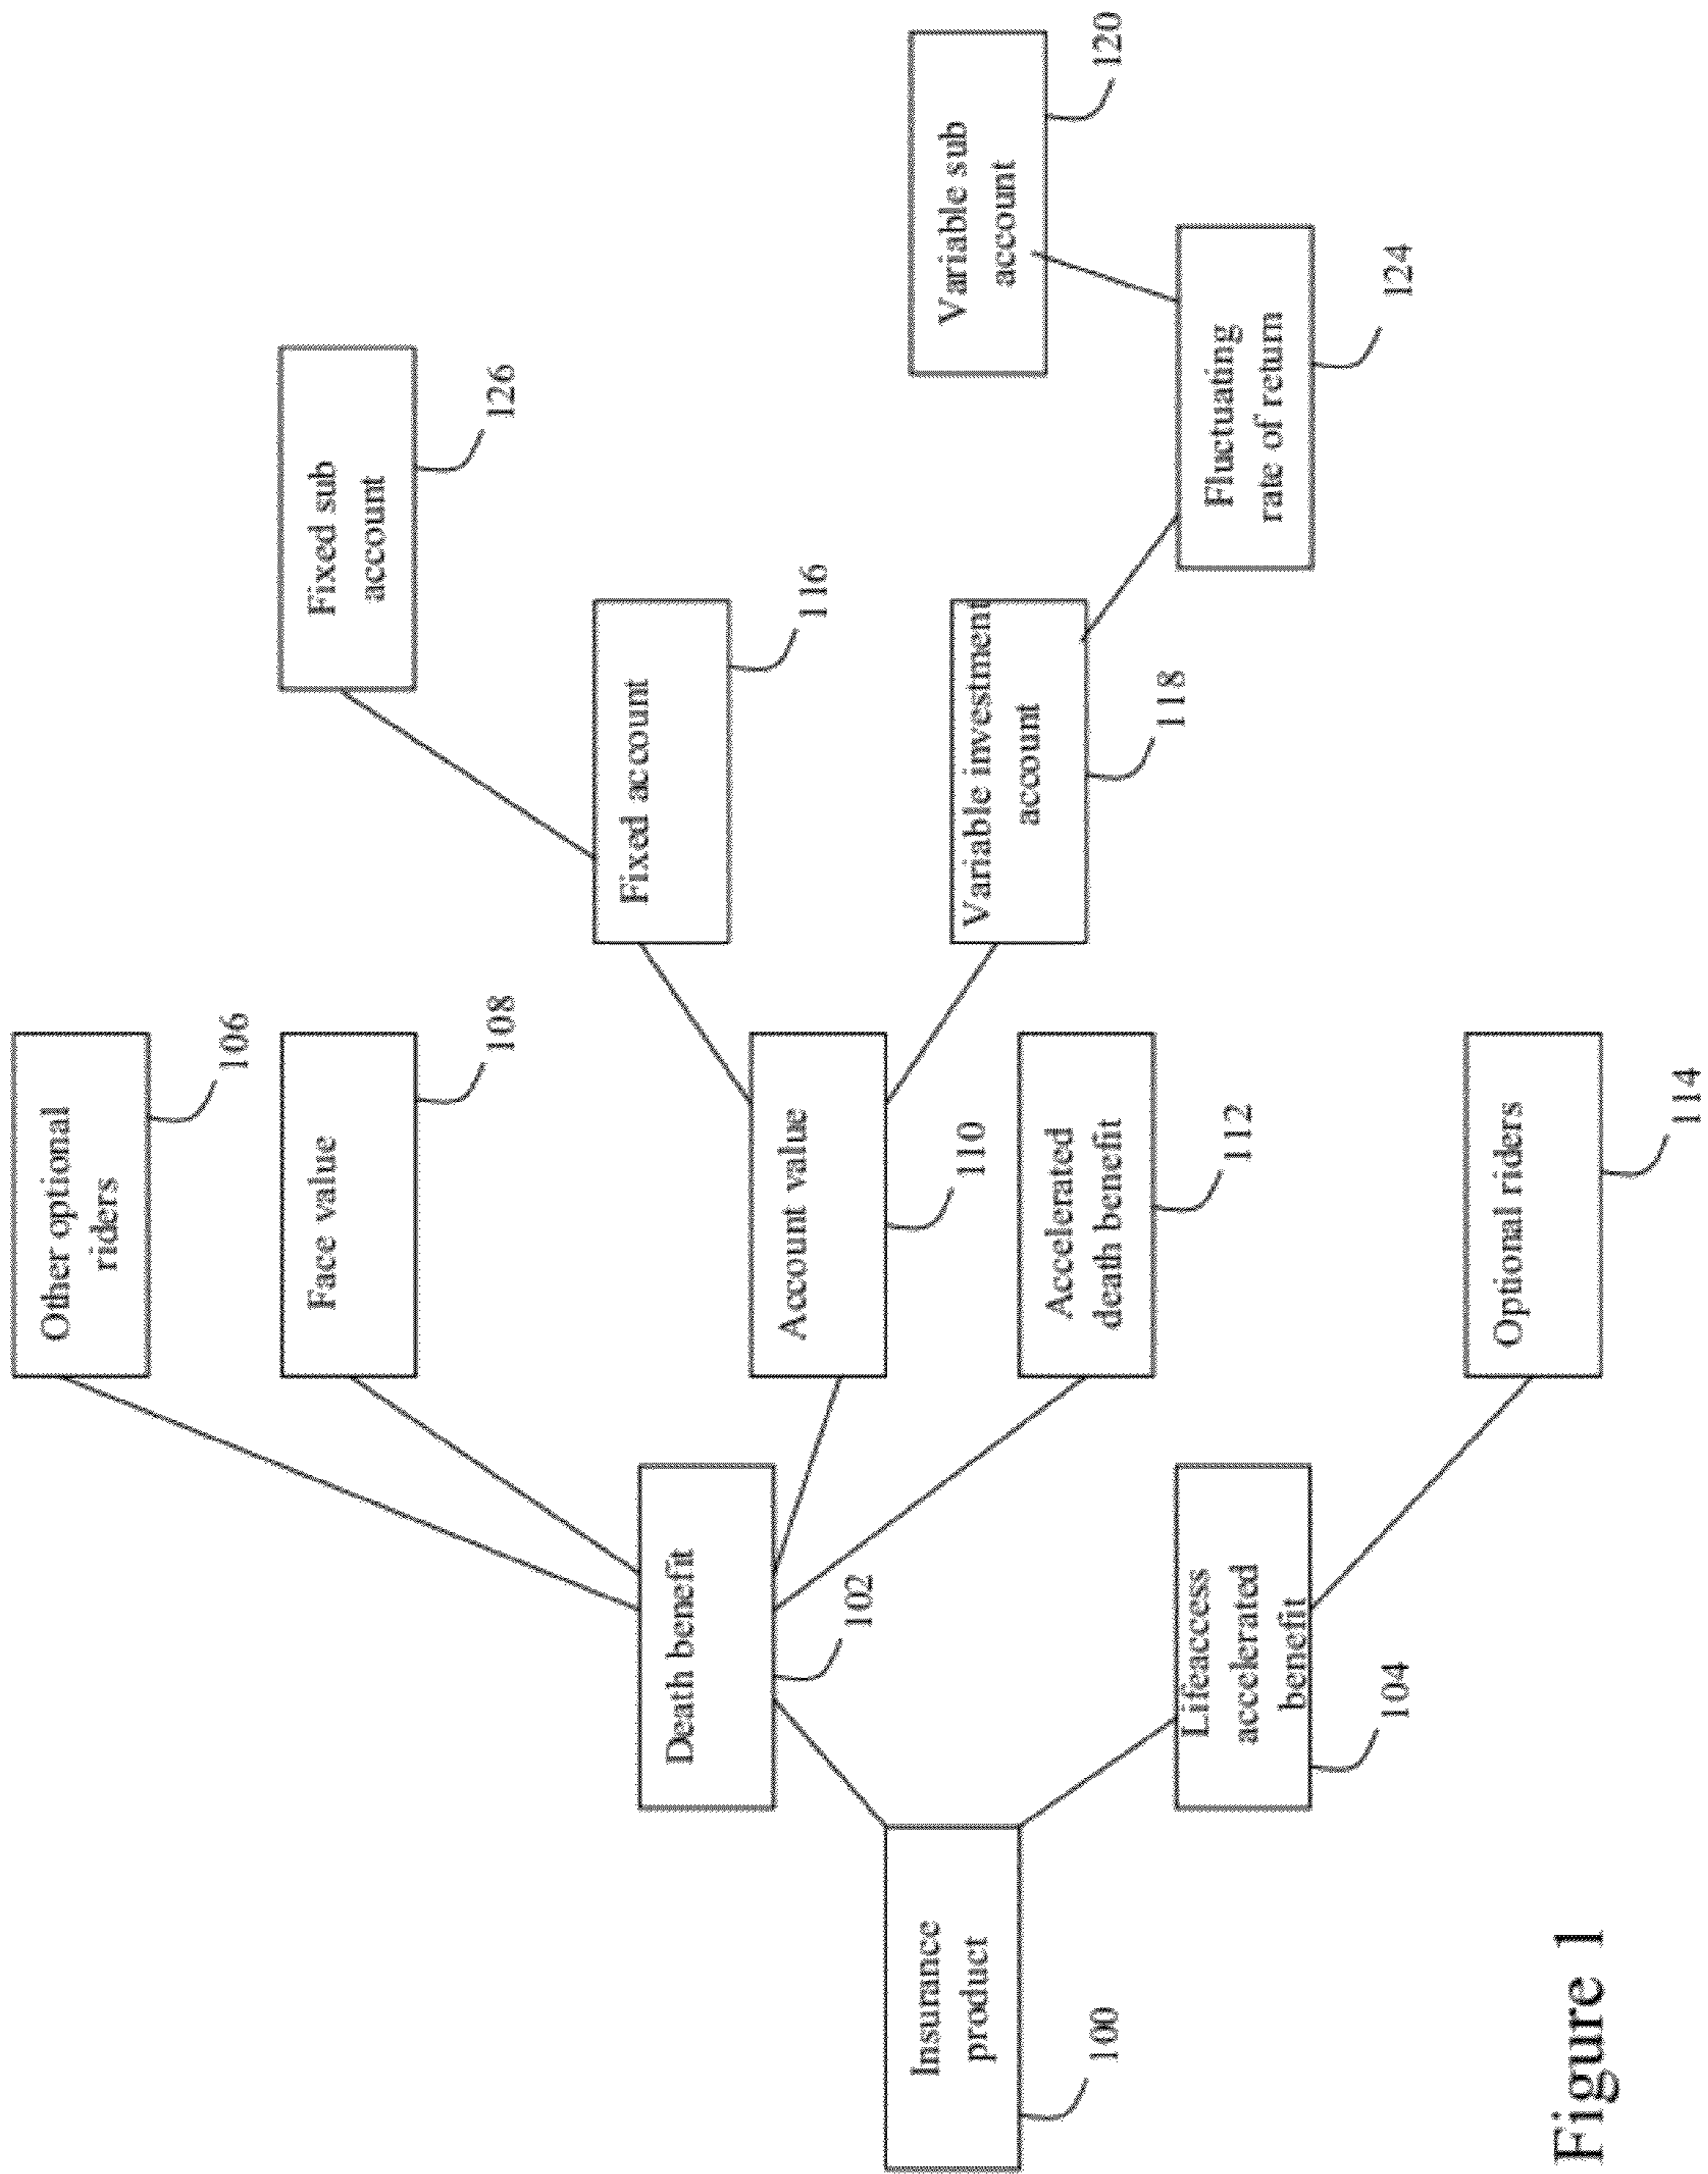 Other optional
riders
106
Face value
108
Fixed sub
account
126
Death benefit
102
Fixed account
116
Account value
110
Insurance
product
100
Variable investment
account
118
Variable sub
account
120
Accelerated
death benefit
112
Lifeaccess
accelerated
benefit
104
Fluctuating
rate of return
124
Optional riders
114
Figure 1